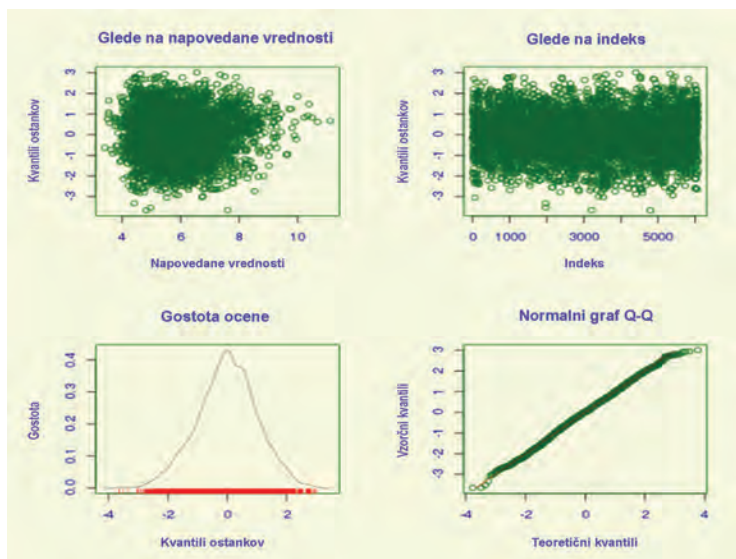 Glede na napovedane vrednosti
Kvantili ostankov
3
2
1
0
-1
-2
-3
4 6 8 10
Napovedane vrednosti
Glede na indeks
Kvantili ostankov
3
2
1
0
-1
-2
-3
0 1000 3000 5000
Indeks
Gostota ocene
Gostota
0.4
0.3
0.2
0.1
0.0
-4 -2 0 2
Kvantili ostankov
Normalni graf Q-Q
Vzorčni kvantili
3
2
1
0
-1
-2
-3
-4 -2 0 2 4
Teoretični kvantili